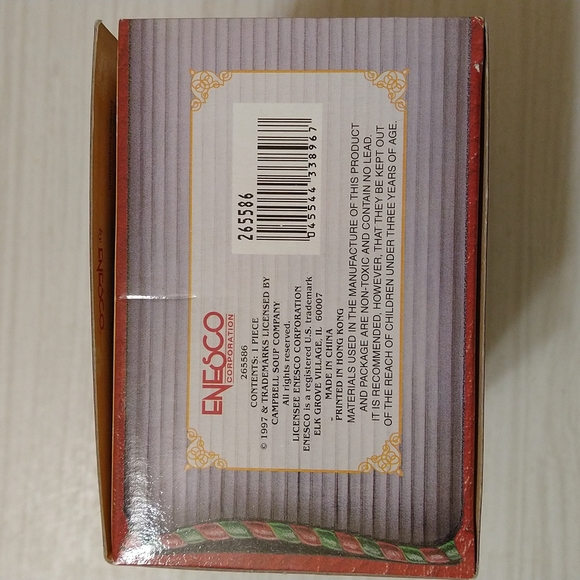 ENESCO
CORPORATION
265586
CONTENTS: 1 PIECE
© 1997 & TRADEMARKS LICENSED BY
CAMPBELL SOUP COMPANY
All rights reserved.
LICENSEE ENESCO CORPORATION
ENESCO is a registered U.S. trademark
ELK GROVE VILLAGE, IL 60007
MADE IN CHINA
PRINTED IN HONG KONG
265586
0 45544 33896 7
MATERIALS USED IN THE MANUFACTURE OF THIS PRODUCT
AND PACKAGE ARE NON-TOXIC, AND CONTAIN NO LEAD.
IT IS RECOMMENDED, HOWEVER, THAT THEY BE KEPT OUT
OF THE REACH OF CHILDREN UNDER THREE YEARS OF AGE.